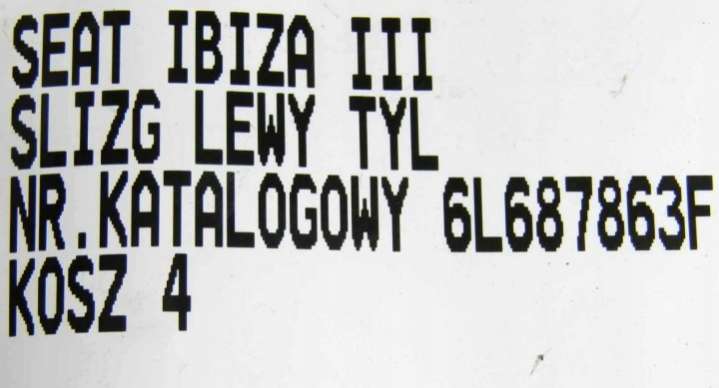 SEAT IBIZA III
SLIZG LEWY TYL
NR.KATALOGOWY 6L687863F
KOSZ 4